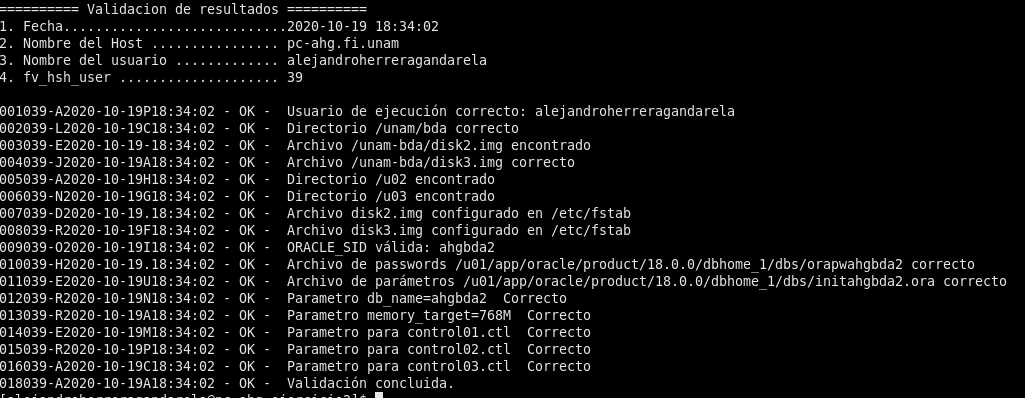 ========== Validacion de resultados ==========
1. Fecha............................2020-10-19 18:34:02
2. Nombre del Host ................ pc-ahg.fi.unam
3. Nombre del usuario ............. alejandroherreragandarela
4. fv_hsh_user .................... 39
001039-A2020-10-19P18:34:02 - OK -  Usuario de ejecución correcto: alejandroherreragandarela
002039-L2020-10-19C18:34:02 - OK -  Directorio /unam/bda correcto
003039-E2020-10-19-18:34:02 - OK -  Archivo /unam-bda/disk2.img encontrado
004039-J2020-10-19A18:34:02 - OK -  Archivo /unam-bda/disk3.img correcto
005039-A2020-10-19H18:34:02 - OK -  Directorio /u02 encontrado
006039-N2020-10-19G18:34:02 - OK -  Directorio /u03 encontrado
007039-D2020-10-19.18:34:02 - OK -  Archivo disk2.img configurado en /etc/fstab
008039-R2020-10-19F18:34:02 - OK -  Archivo disk3.img configurado en /etc/fstab
009039-O2020-10-19I18:34:02 - OK -  ORACLE_SID válida: ahgbda2
010039-H2020-10-19.18:34:02 - OK -  Archivo de passwords /u01/app/oracle/product/18.0.0/dbhome_1/dbs/orapwahgbda2 correcto
011039-E2020-10-19U18:34:02 - OK -  Archivo de parámetros /u01/app/oracle/product/18.0.0/dbhome_1/dbs/initahgbda2.ora correcto
012039-R2020-10-19N18:34:02 - OK -  Parametro db_name=ahgbda2  Correcto
013039-R2020-10-19A18:34:02 - OK -  Parametro memory_target=768M  Correcto
014039-E2020-10-19M18:34:02 - OK -  Parametro para control01.ctl  Correcto
015039-R2020-10-19P18:34:02 - OK -  Parametro para control02.ctl  Correcto
016039-A2020-10-19C18:34:02 - OK -  Parametro para control03.ctl  Correcto
018039-A2020-10-19A18:34:02 - OK -  Validación concluida.